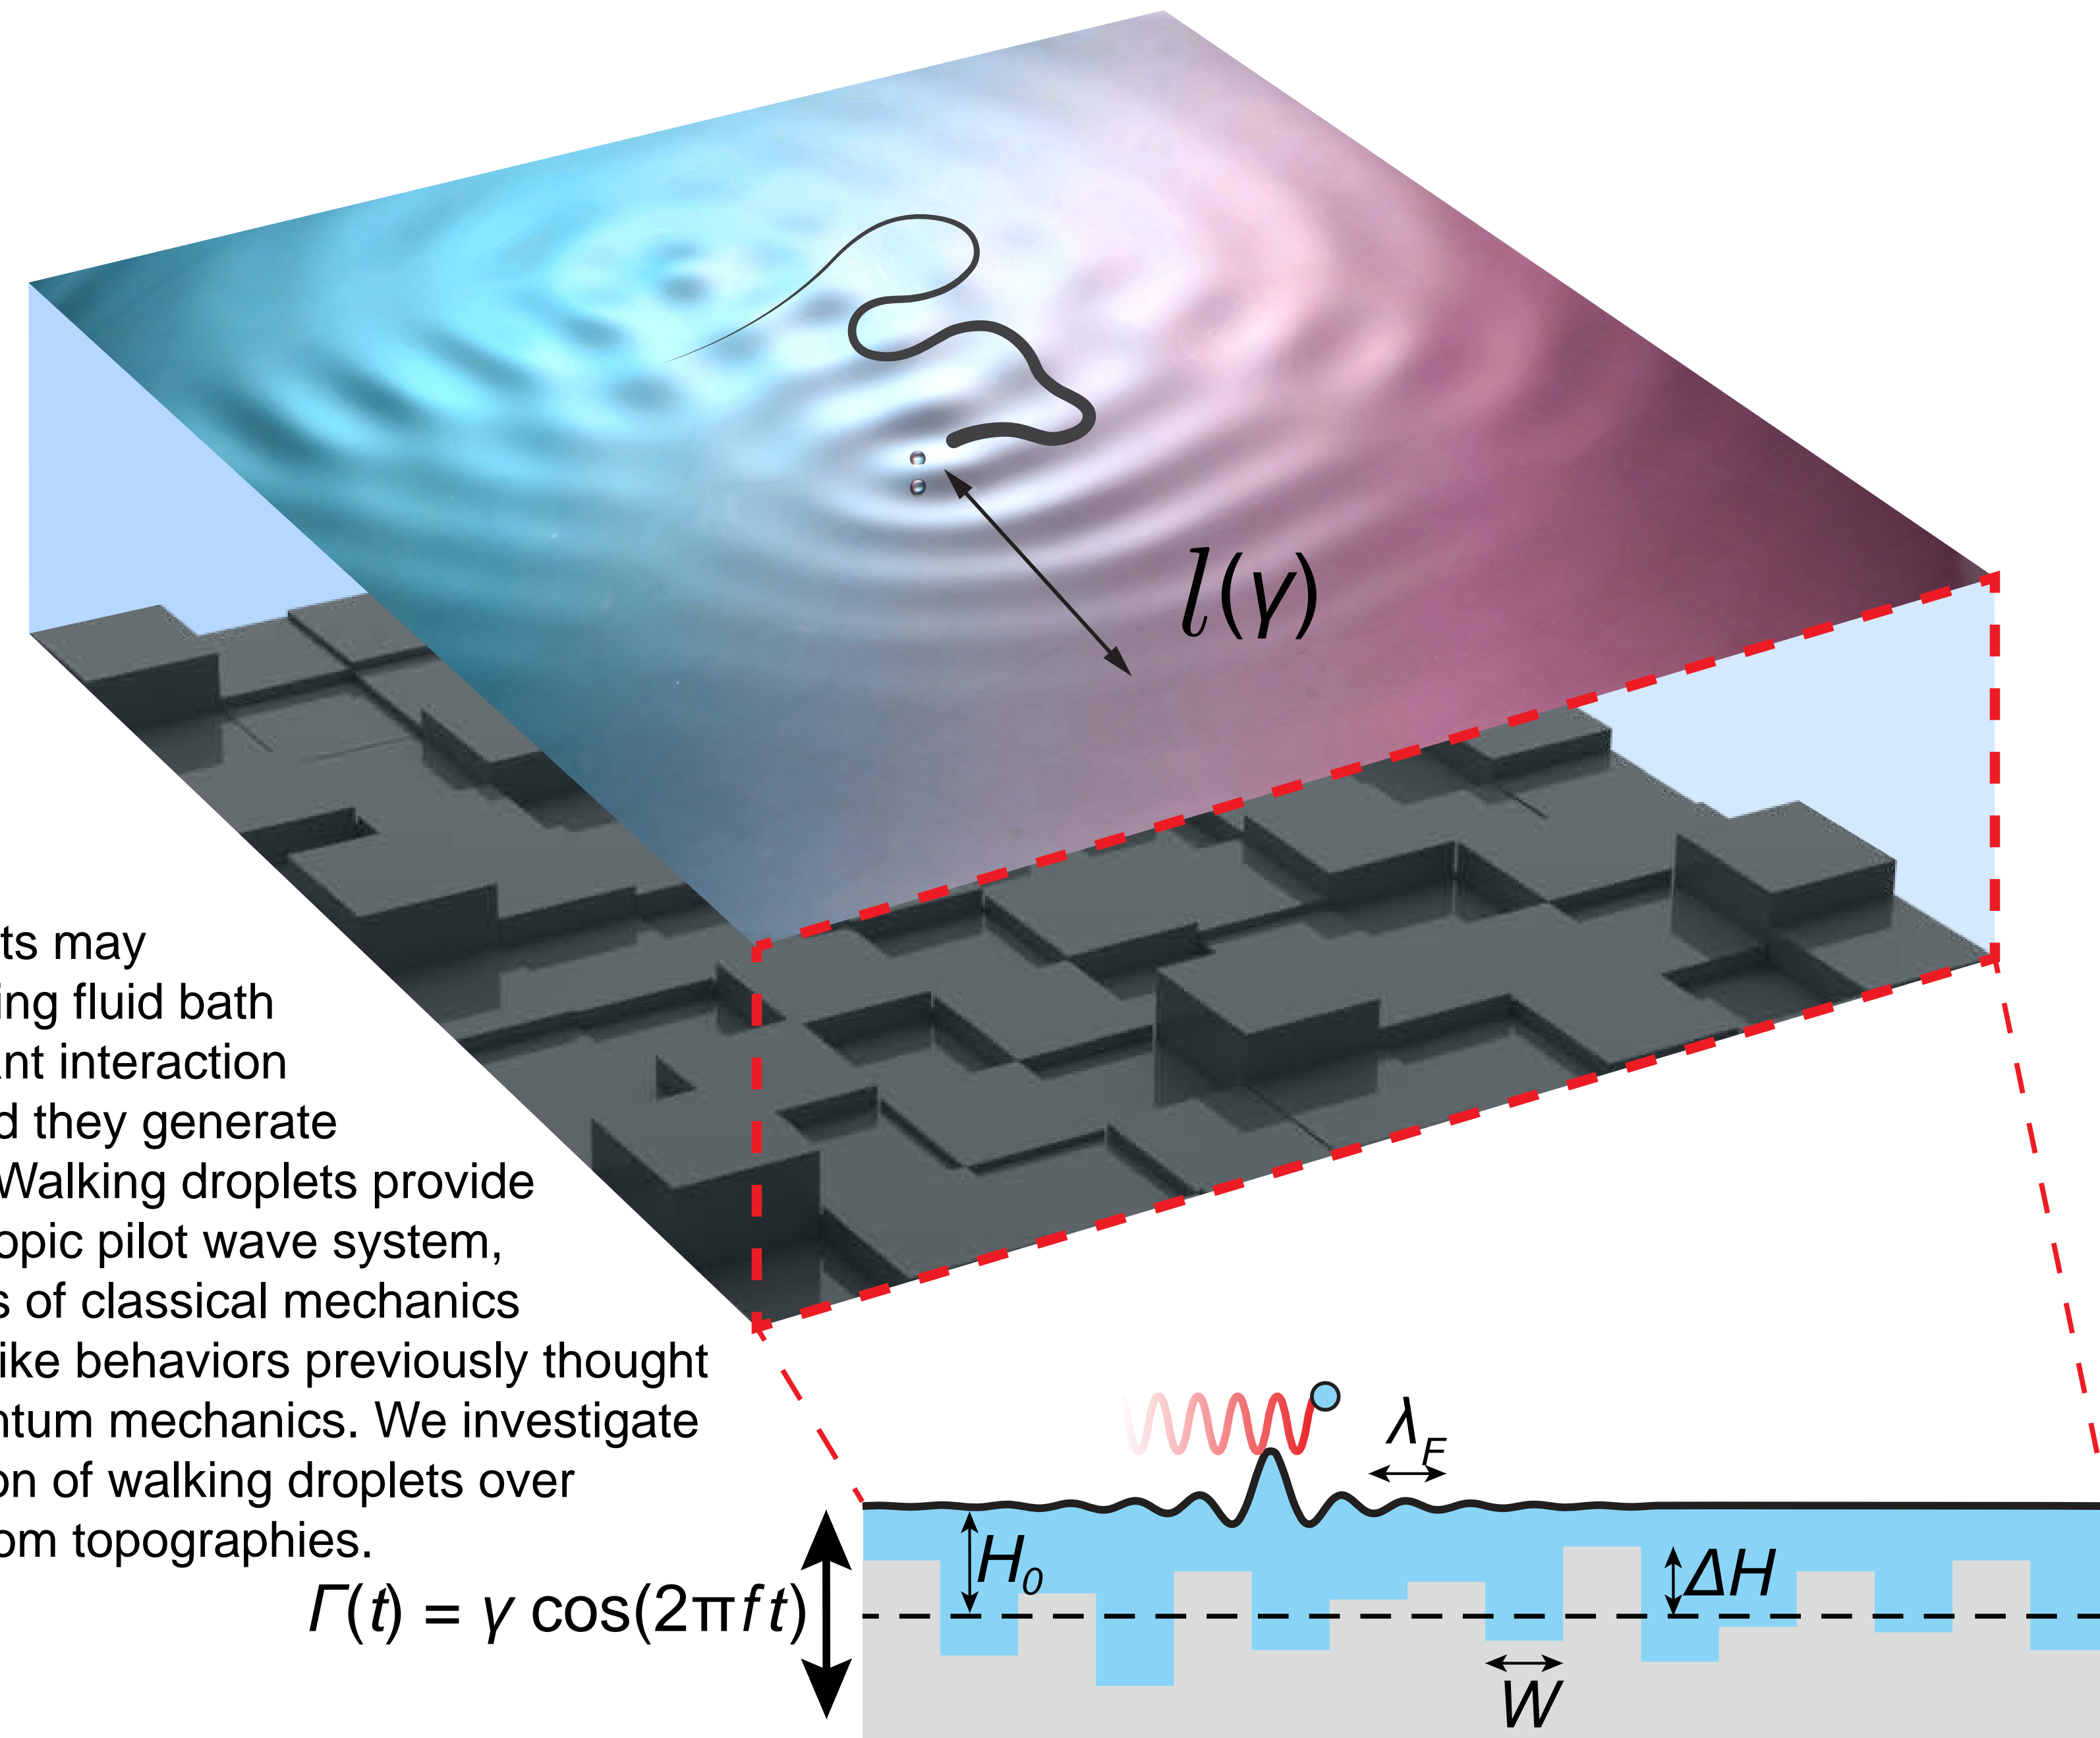 l(γ)
ts may
ing fluid bath
nt interaction
d they generate
Walking droplets provide
opic pilot wave system,
s of classical mechanics
ike behaviors previously thought
ntum mechanics. We investigate
on of walking droplets over
om topographies.
λF
H0
ΔH
Γ(t) = γ cos(2πft)
W